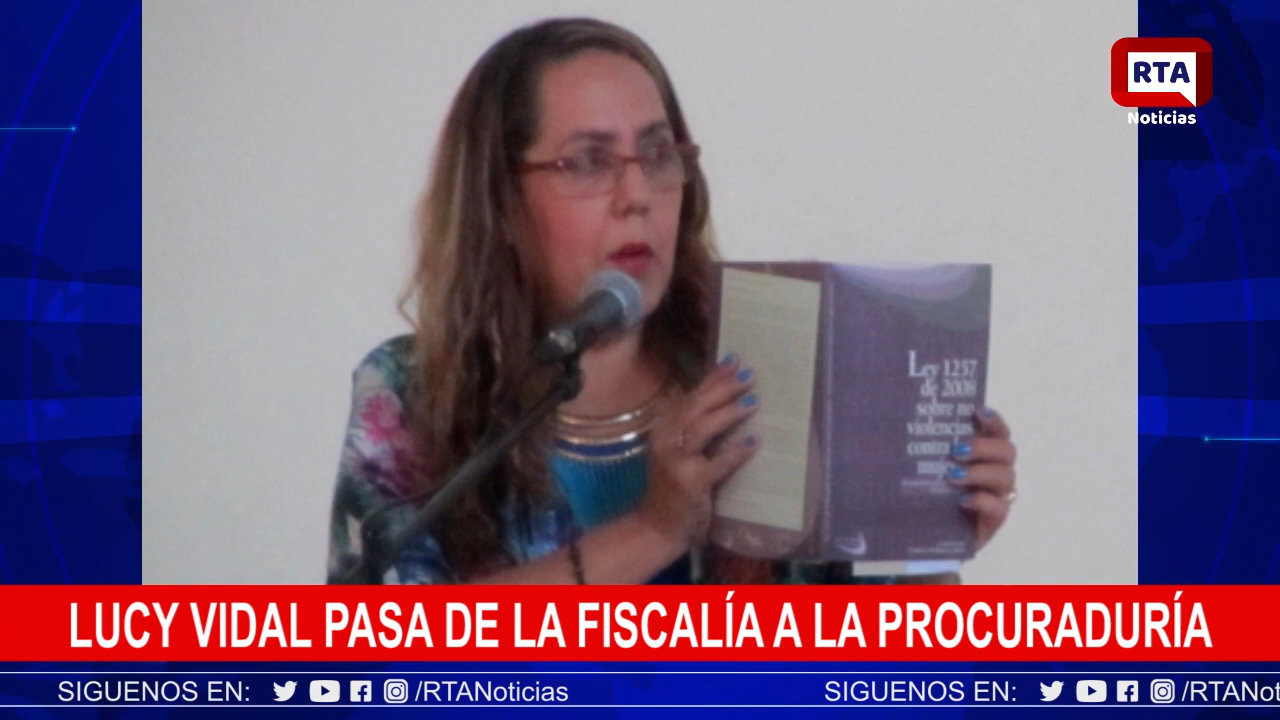 RTA
Noticias
Ley 1257
de 2008
sobre no
violencias
contra
LUCY VIDAL PASA DE LA FISCALÍA A LA PROCURADURÍA
SIGUENOS EN: /RTANoticias
SIGUENOS EN: /RTANot